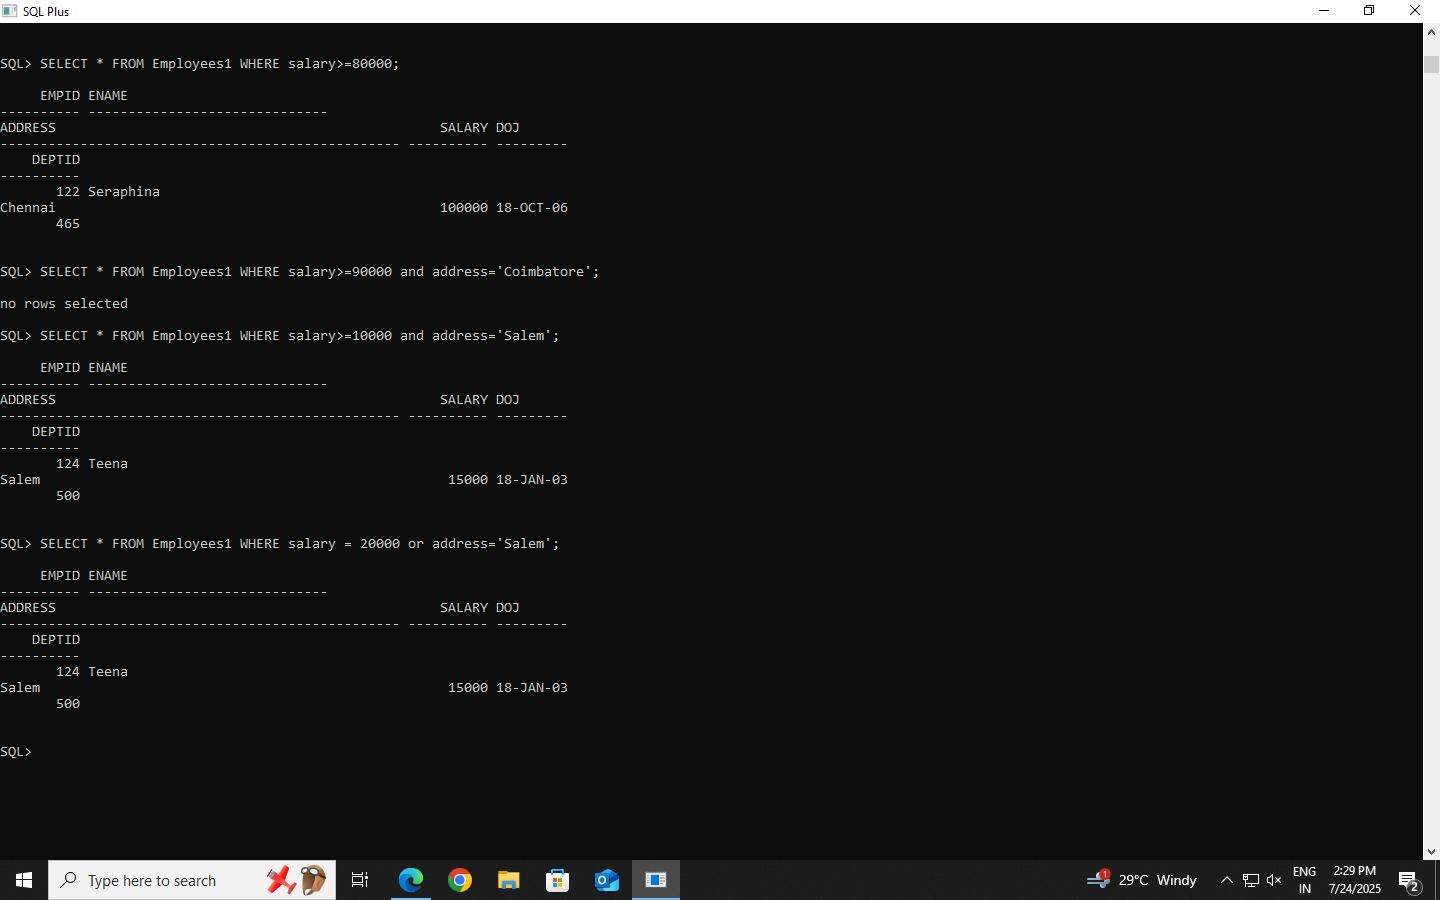 SQL Plus
SQL> SELECT * FROM Employees1 WHERE salary>=80000;
     EMPID ENAME
---------- ------------------------------
ADDRESS                                                SALARY DOJ
-------------------------------------------------- ---------- ---------
    DEPTID
----------
       122 Seraphina
Chennai                                                100000 18-OCT-06
       465
SQL> SELECT * FROM Employees1 WHERE salary>=90000 and address='Coimbatore';
no rows selected
SQL> SELECT * FROM Employees1 WHERE salary>=10000 and address='Salem';
     EMPID ENAME
---------- ------------------------------
ADDRESS                                                SALARY DOJ
-------------------------------------------------- ---------- ---------
    DEPTID
----------
       124 Teena
Salem                                                   15000 18-JAN-03
       500
SQL> SELECT * FROM Employees1 WHERE salary = 20000 or address='Salem';
     EMPID ENAME
---------- ------------------------------
ADDRESS                                                SALARY DOJ
-------------------------------------------------- ---------- ---------
    DEPTID
----------
       124 Teena
Salem                                                   15000 18-JAN-03
       500
SQL>
Type here to search
1
29°C Windy
ENG
IN
2:29 PM
7/24/2025
2